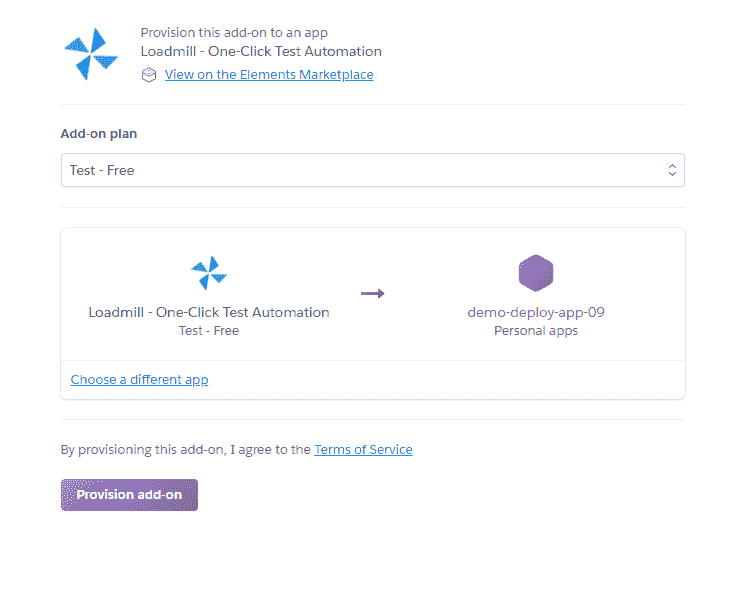 Provision this add-on to an app
Loadmill - One-Click Test Automation
View on the Elements Marketplace
Add-on plan
Test - Free
Loadmill - One-Click Test Automation
Test - Free
demo-deploy-app-09
Personal apps
Choose a different app
By provisioning this add-on, I agree to the Terms of Service
Provision add-on